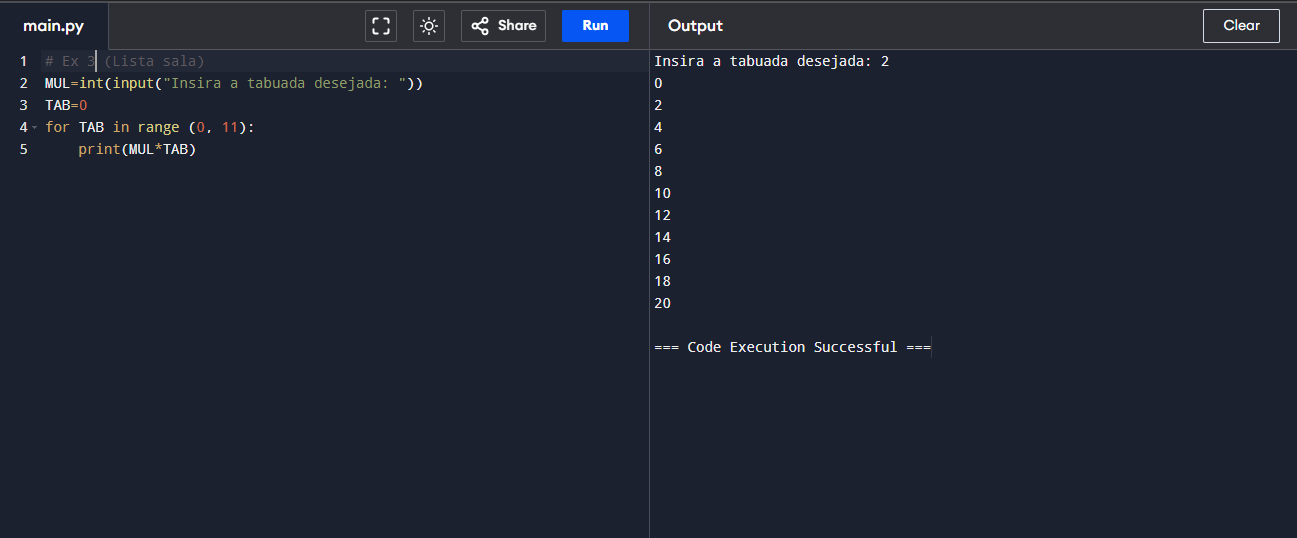 main.py
Share
Run
Output
Clear
1 # Ex 3 (Lista sala)
2 MUL=int(input("Insira a tabuada desejada: "))
3 TAB=0
4 for TAB in range (0, 11):
5     print(MUL*TAB)
Insira a tabuada desejada: 2
0
2
4
6
8
10
12
14
16
18
20
=== Code Execution Successful ===